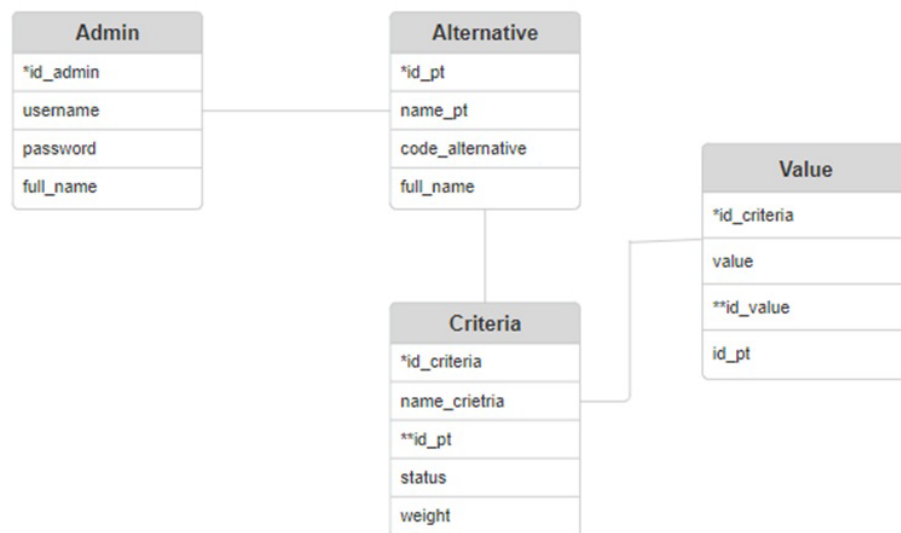 Admin
*id_admin
username
password
full_name
Alternative
*id_pt
name_pt
code_alternative
full_name
Value
*id_criteria
value
**id_value
id_pt
Criteria
*id_criteria
name_crietria
**id_pt
status
weight